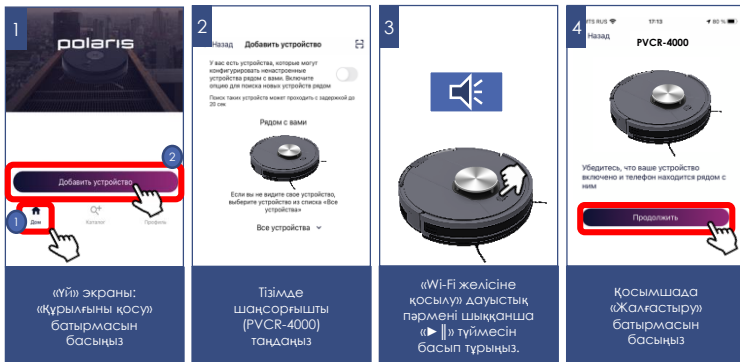 1
polaris
Добавить устройство
2
1
Дом
Каталог
Профиль
«Үй» экраны:
«Құрылғыны қосу»
батырмасын
басыңыз
2
Назад Добавить устройство
У вас есть устройства, которые могут
конфигурировать ненастроенные
устройства рядом с вами. Включите
опцию для поиска новых устройств рядом
Поиск таких устройств может проходить с задержкой до
20 сек
Рядом с вами
Если вы не видите свое устройство,
выберите устройство из списка «Все
устройства»
Все устройства
Тізімде
шаңсорғышты
(PVCR-4000)
таңдаңыз
3
«Wi-Fi желісіне
қосылу» дауыстық
пәрмені шыққанша
«►║» түймесін
басып тұрыңыз.
4
MTS RUS 17:13 80 %
Назад
PVCR-4000
Убедитесь, что ваше устройство
включено и телефон находится рядом с
ним
Продолжить
Қосымшада
«Жалғастыру»
батырмасын
басыңыз